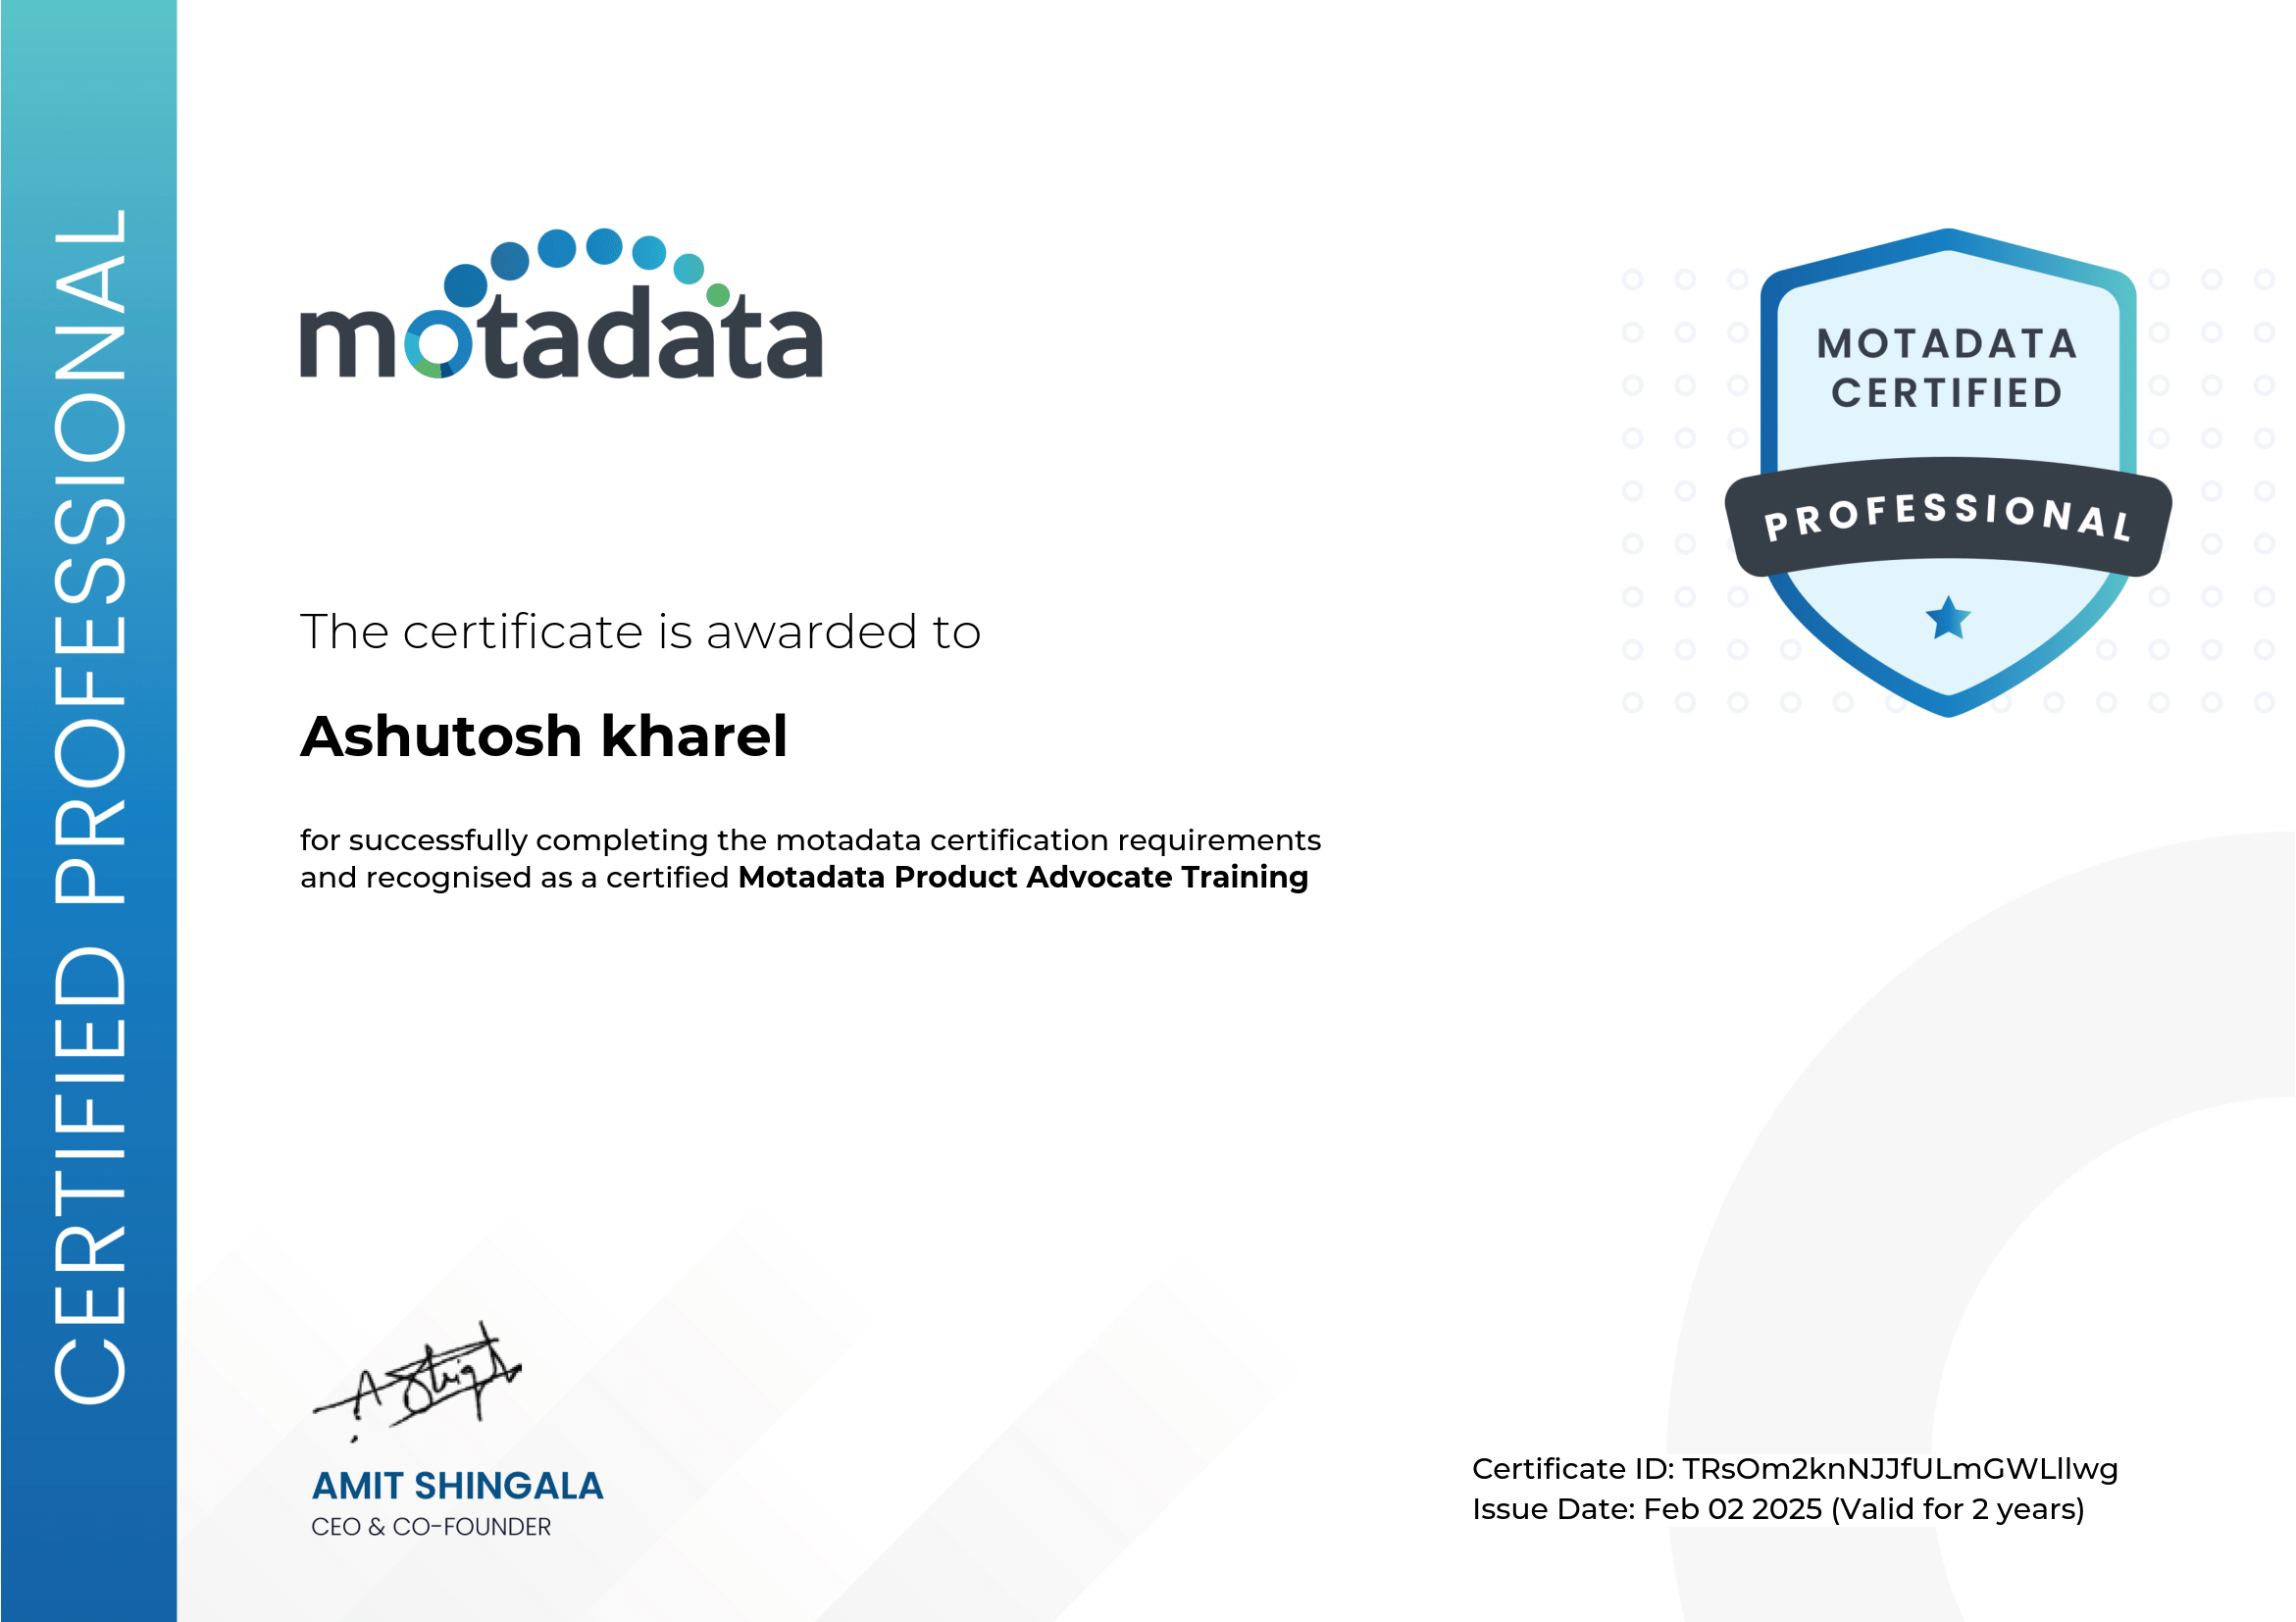 CERTIFIED PROFESSIONAL
motadata
MOTADATA
CERTIFIED
PROFESSIONAL
The certificate is awarded to
Ashutosh kharel
for successfully completing the motadata certification requirements
and recognised as a certified Motadata Product Advocate Training
AMIT SHINGALA
CEO & CO-FOUNDER
Certificate ID: TRsOm2knNJJfULmGWLllwg
Issue Date: Feb 02 2025 (Valid for 2 years)